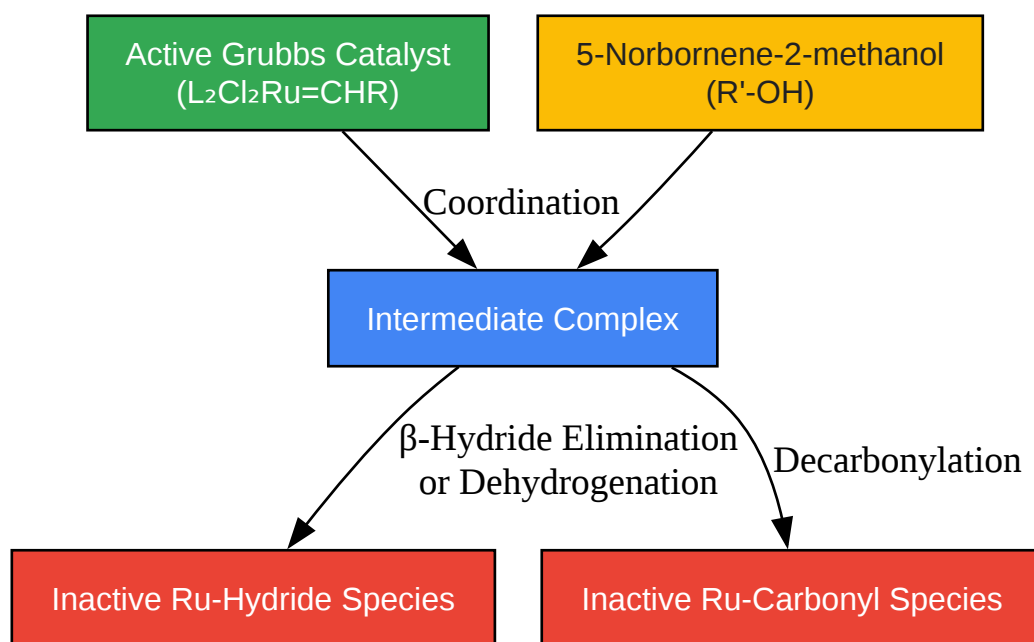 Active Grubbs Catalyst
(L₂Cl₂Ru=CHR)
5-Norbornene-2-methanol
(R'-OH)
Coordination
Intermediate Complex
β-Hydride Elimination
or Dehydrogenation
Decarbonylation
Inactive Ru-Hydride Species
Inactive Ru-Carbonyl Species